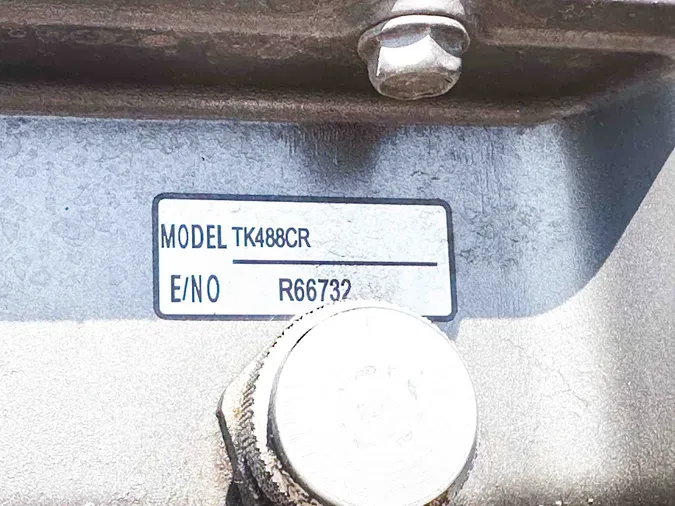 MODEL TK488CR
E/NO R66732